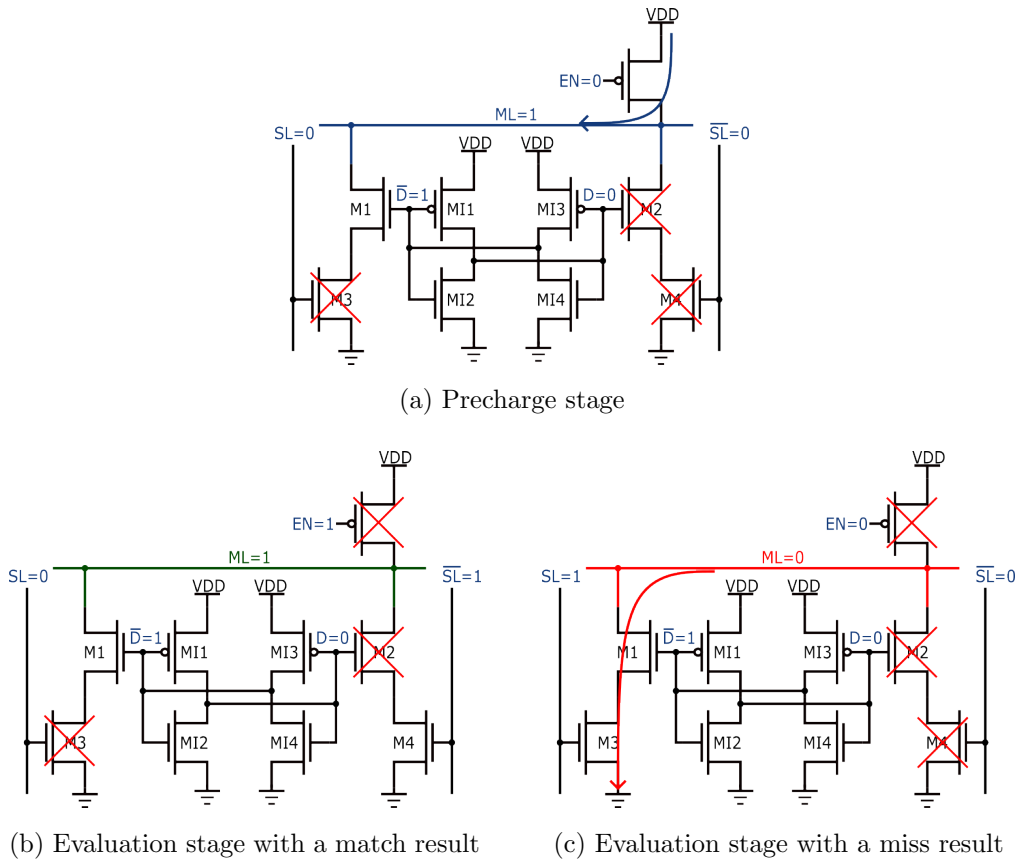 VDD
EN=0
ML=1
SL=0
S̅L̅=0
VDD VDD
D̅=1 D=0
M1 MI1 MI3 M2
M3 MI2 MI4 M4
(a) Precharge stage
VDD
EN=1
ML=1
SL=0
S̅L̅=1
VDD VDD
D̅=1 D=0
M1 MI1 MI3 M2
M3 MI2 MI4 M4
(b) Evaluation stage with a match result
VDD
EN=0
ML=0
SL=1
S̅L̅=0
VDD VDD
D̅=1 D=0
M1 MI1 MI3 M2
M3 MI2 MI4 M4
(c) Evaluation stage with a miss result